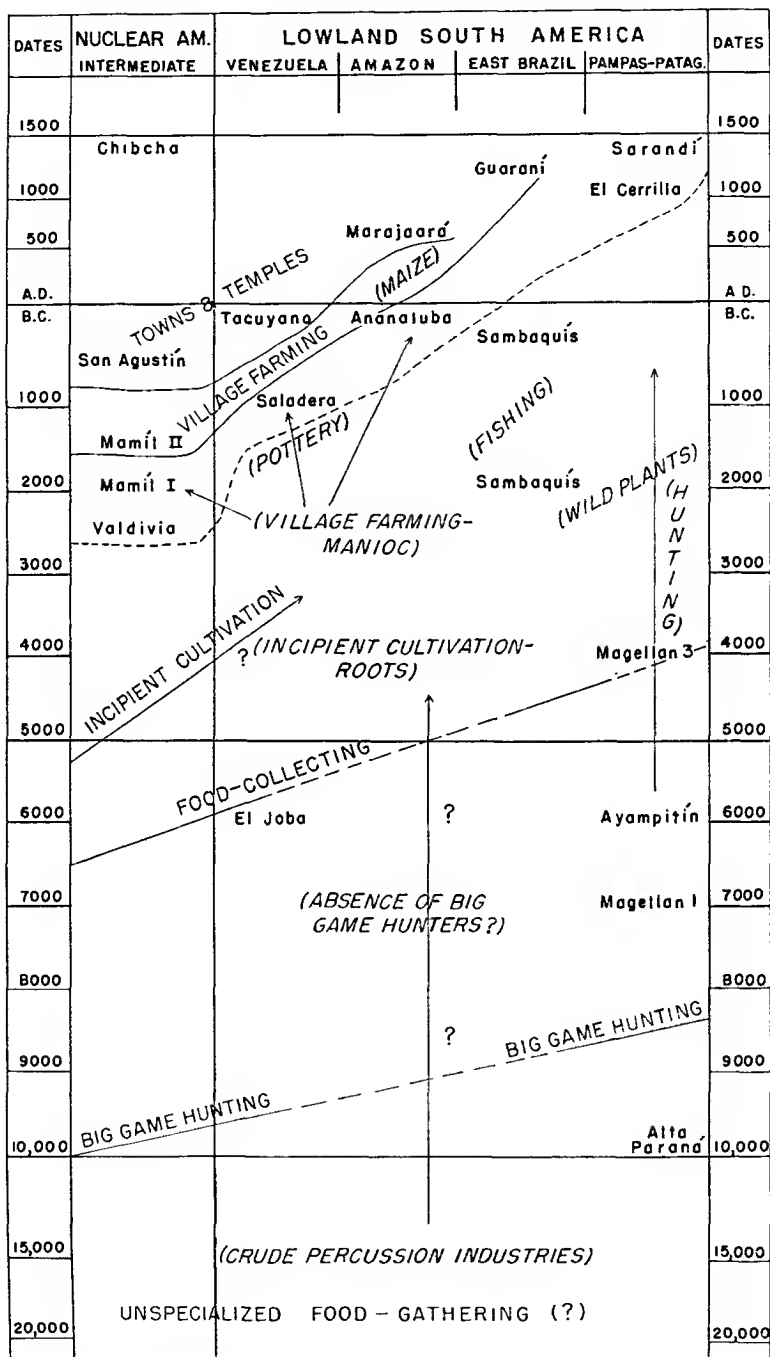 DATES NUCLEAR AM. LOWLAND SOUTH AMERICA DATES
INTERMEDIATE VENEZUELA AMAZON EAST BRAZIL PAMPAS-PATAG.
1500 1500
Chibcha Sarandí
Guaraní
1000 El Cerrilla 1000
Marajaará
500 500
TOWNS & TEMPLES
(MAIZE)
A.D. A.D.
B.C. Tacuyano Ananatuba B.C.
San Agustín Sambaquís
VILLAGE FARMING
1000 Saladera 1000
(POTTERY)
(FISHING)
Mamíl II
2000 Mamíl I Sambaquís 2000
(WILD PLANTS)
(HUNTING)
Valdivia (VILLAGE FARMING-
MANIOC)
3000 3000
INCIPIENT CULTIVATION
4000 ? (INCIPIENT CULTIVATION- Magellan 3 4000
ROOTS)
5000 5000
FOOD-COLLECTING
6000 El Joba ? Ayampitín 6000
7000 (ABSENCE OF BIG Magellan 1 7000
GAME HUNTERS?)
8000 8000
? BIG GAME HUNTING
9000 9000
BIG GAME HUNTING
Alta
10,000 Paraná 10,000
15,000 (CRUDE PERCUSSION INDUSTRIES) 15,000
UNSPECIALIZED FOOD-GATHERING (?)
20,000 20,000